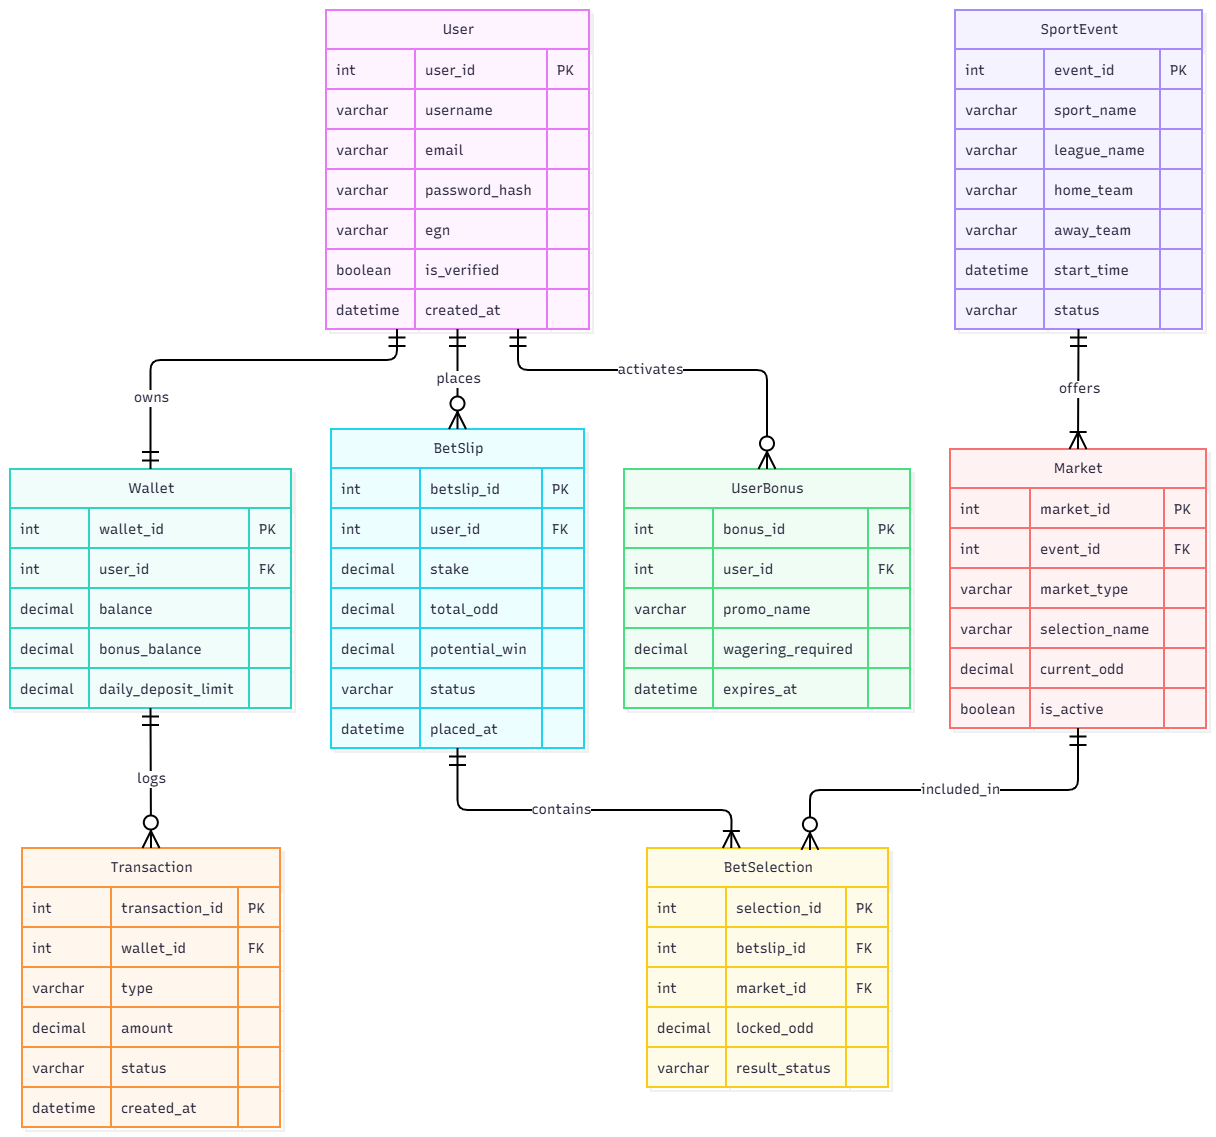 User
int user_id PK
varchar username
varchar email
varchar password_hash
varchar egn
boolean is_verified
datetime created_at
SportEvent
int event_id PK
varchar sport_name
varchar league_name
varchar home_team
varchar away_team
datetime start_time
varchar status
owns
places
activates
offers
Wallet
int wallet_id PK
int user_id FK
decimal balance
decimal bonus_balance
decimal daily_deposit_limit
BetSlip
int betslip_id PK
int user_id FK
decimal stake
decimal total_odd
decimal potential_win
varchar status
datetime placed_at
UserBonus
int bonus_id PK
int user_id FK
varchar promo_name
decimal wagering_required
datetime expires_at
Market
int market_id PK
int event_id FK
varchar market_type
varchar selection_name
decimal current_odd
boolean is_active
logs
contains
included_in
Transaction
int transaction_id PK
int wallet_id FK
varchar type
decimal amount
varchar status
datetime created_at
BetSelection
int selection_id PK
int betslip_id FK
int market_id FK
decimal locked_odd
varchar result_status